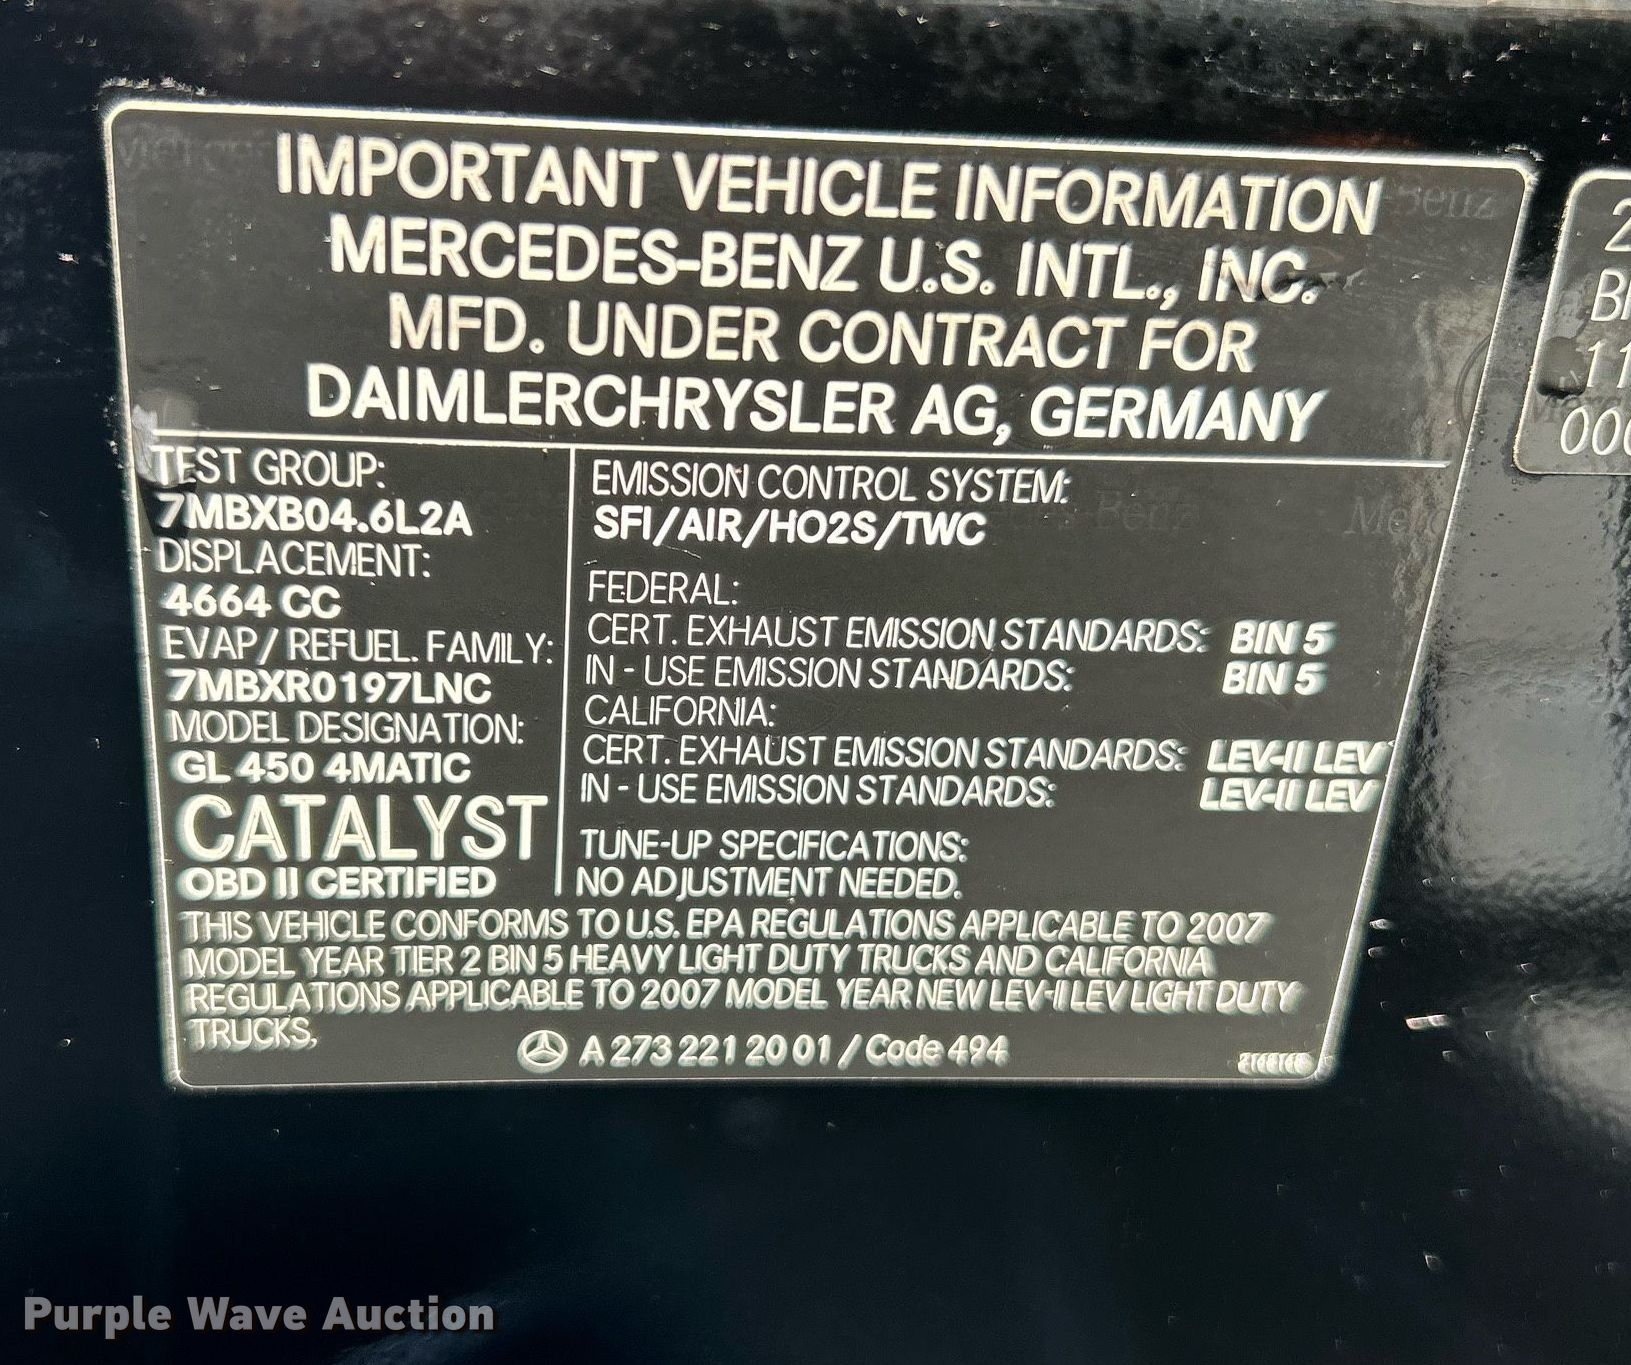 IMPORTANT VEHICLE INFORMATION
MERCEDES-BENZ U.S. INTL., INC.
MFD. UNDER CONTRACT FOR
DAIMLERCHRYSLER AG, GERMANY
TEST GROUP:
7MBXB04.6L2A
DISPLACEMENT:
4664 CC
EVAP/ REFUEL. FAMILY:
7MBXR0197LNC
MODEL DESIGNATION:
GL 450 4MATIC
CATALYST
OBD II CERTIFIED
EMISSION CONTROL SYSTEM:
SFI/AIR/HO2S/TWC
FEDERAL:
CERT. EXHAUST EMISSION STANDARDS: BIN 5
IN - USE EMISSION STANDARDS: BIN 5
CALIFORNIA:
CERT. EXHAUST EMISSION STANDARDS: LEV-II LEV
IN - USE EMISSION STANDARDS: LEV-II LEV
TUNE-UP SPECIFICATIONS:
NO ADJUSTMENT NEEDED.
THIS VEHICLE CONFORMS TO U.S. EPA REGULATIONS APPLICABLE TO 2007
MODEL YEAR TIER 2 BIN 5 HEAVY LIGHT DUTY TRUCKS AND CALIFORNIA
REGULATIONS APPLICABLE TO 2007 MODEL YEAR NEW LEV-II LEV LIGHT DUTY
TRUCKS,
A 273 221 20 01 / Code 494
Purple Wave Auction